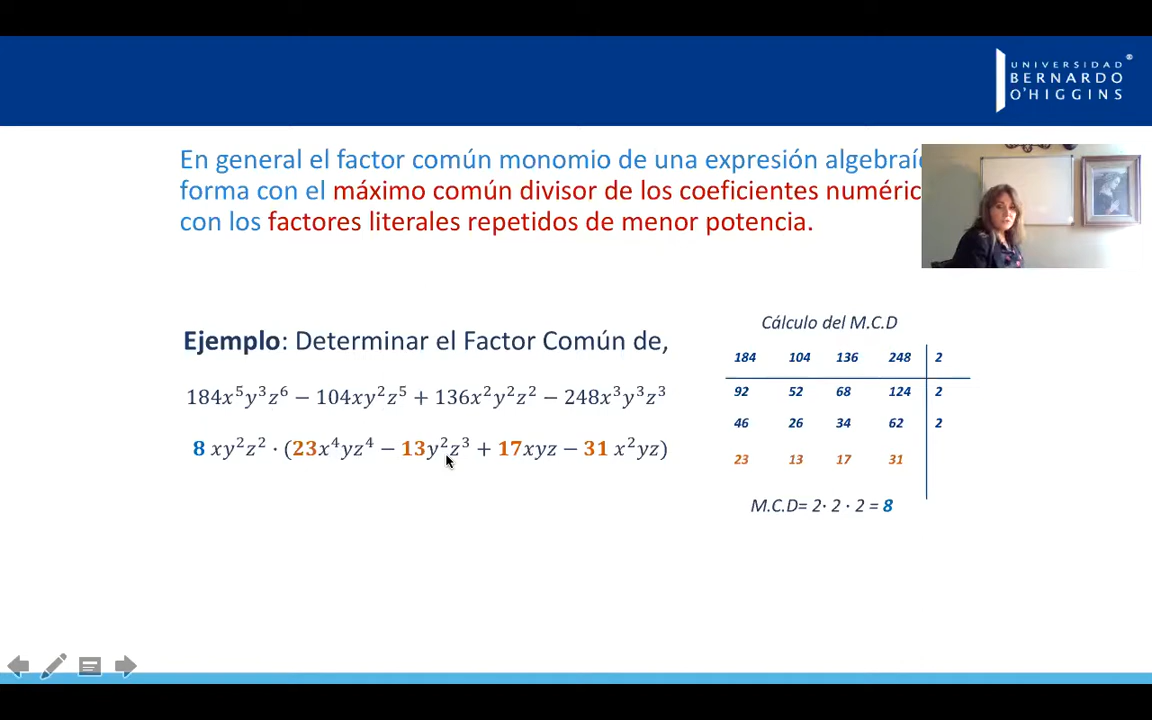 UNIVERSIDAD
BERNARDO
O'HIGGINS
En general el factor común monomio de una expresión
forma con el máximo común divisor de los coeficientes
con los factores literales repetidos de menor potencia.
Ejemplo: Determinar el Factor Común de,
184x⁵y³z⁶ − 104xy²z⁵ + 136x²y²z² − 248x³y³z³
8 xy²z² · (23x⁴yz⁴ − 13y²z³ + 17xyz − 31 x²yz)
Cálculo del M.C.D
184 104 136 248 2
92 52 68 124 2
46 26 34 62 2
23 13 17 31
M.C.D= 2· 2 · 2 = 8